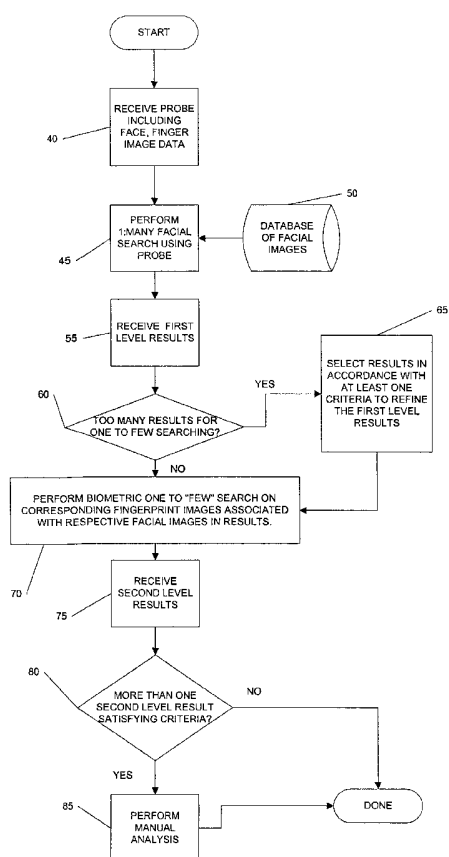 START
40
RECEIVE PROBE
INCLUDING
FACE, FINGER
IMAGE DATA
45
PERFORM
1:MANY FACIAL
SEARCH USING
PROBE
50
DATABASE
OF FACIAL
IMAGES
55
RECEIVE FIRST
LEVEL RESULTS
60
TOO MANY RESULTS FOR
ONE TO FEW SEARCHING?
YES
65
SELECT RESULTS IN
ACCORDANCE WITH
AT LEAST ONE
CRITERIA TO REFINE
THE FIRST LEVEL
RESULTS
NO
PERFORM BIOMETRIC ONE TO "FEW" SEARCH ON
CORRESPONDING FINGERPRINT IMAGES ASSOCIATED
WITH RESPECTIVE FACIAL IMAGES IN RESULTS.
70
RECEIVE
SECOND LEVEL
RESULTS
75
80
MORE THAN ONE
SECOND LEVEL RESULT
SATISFYING CRITERIA?
NO
YES
85
PERFORM
MANUAL
ANALYSIS
DONE